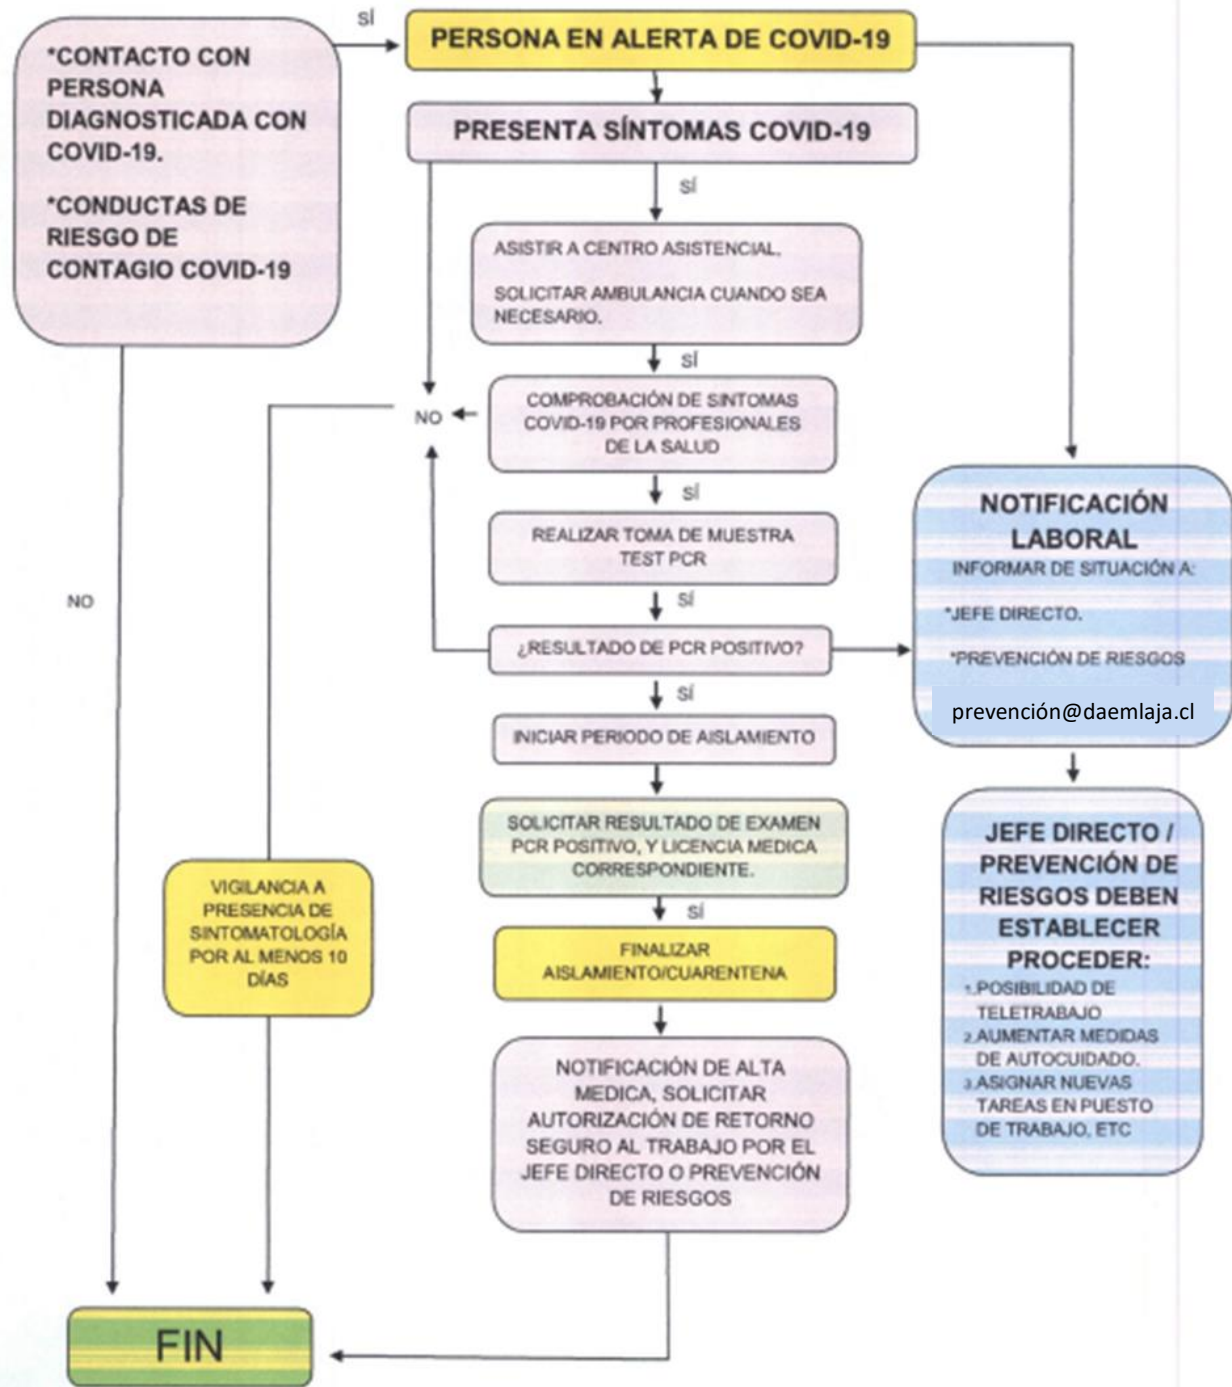 SÍ
*CONTACTO CON
PERSONA
DIAGNOSTICADA CON
COVID-19.
*CONDUCTAS DE
RIESGO DE
CONTAGIO COVID-19
PERSONA EN ALERTA DE COVID-19
PRESENTA SÍNTOMAS COVID-19
SÍ
ASISTIR A CENTRO ASISTENCIAL.
SOLICITAR AMBULANCIA CUANDO SEA
NECESARIO.
SÍ
COMPROBACIÓN DE SINTOMAS
COVID-19 POR PROFESIONALES
DE LA SALUD
NO
SÍ
REALIZAR TOMA DE MUESTRA
TEST PCR
SÍ
¿RESULTADO DE PCR POSITIVO?
SÍ
INICIAR PERIODO DE AISLAMIENTO
SOLICITAR RESULTADO DE EXAMEN
PCR POSITIVO, Y LICENCIA MEDICA
CORRESPONDIENTE.
SÍ
FINALIZAR
AISLAMIENTO/CUARENTENA
NOTIFICACIÓN DE ALTA
MEDICA, SOLICITAR
AUTORIZACIÓN DE RETORNO
SEGURO AL TRABAJO POR EL
JEFE DIRECTO O PREVENCIÓN
DE RIESGOS
NOTIFICACIÓN
LABORAL
INFORMAR DE SITUACIÓN A:
*JEFE DIRECTO.
*PREVENCIÓN DE RIESGOS
prevención@daemlaja.cl
JEFE DIRECTO /
PREVENCIÓN DE
RIESGOS DEBEN
ESTABLECER
PROCEDER:
1.POSIBILIDAD DE
TELETRABAJO
2.AUMENTAR MEDIDAS
DE AUTOCUIDADO.
3.ASIGNAR NUEVAS
TAREAS EN PUESTO
DE TRABAJO, ETC
NO
VIGILANCIA A
PRESENCIA DE
SINTOMATOLOGÍA
POR AL MENOS 10
DÍAS
FIN